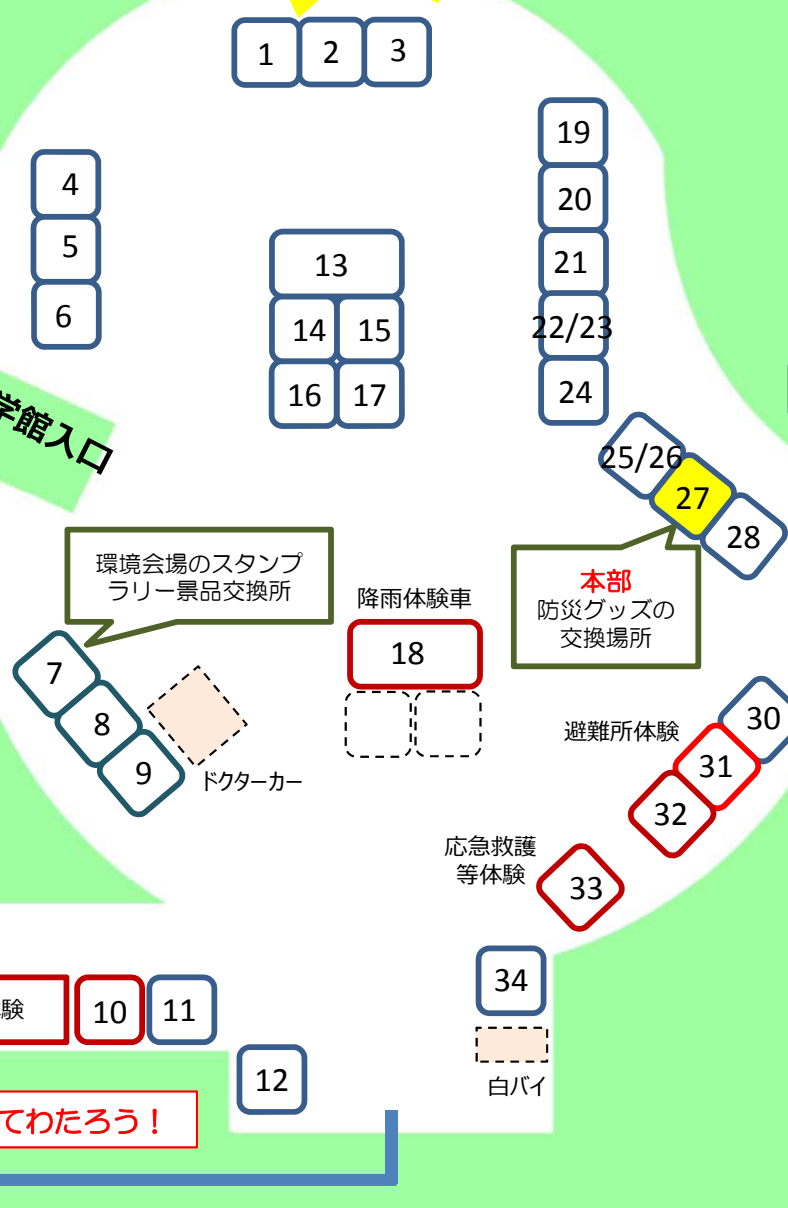 1
2
3
19
4
20
5
13
21
6
14
15
22/23
16
17
24
学館入口
25/26
27
28
環境会場のスタンプ
ラリー景品交換所
本部
防災グッズの
交換場所
降雨体験車
18
7
8
9
ドクターカー
避難所体験
30
31
32
応急救護
等体験
33
34
験
10
11
白バイ
12
てわたろう！